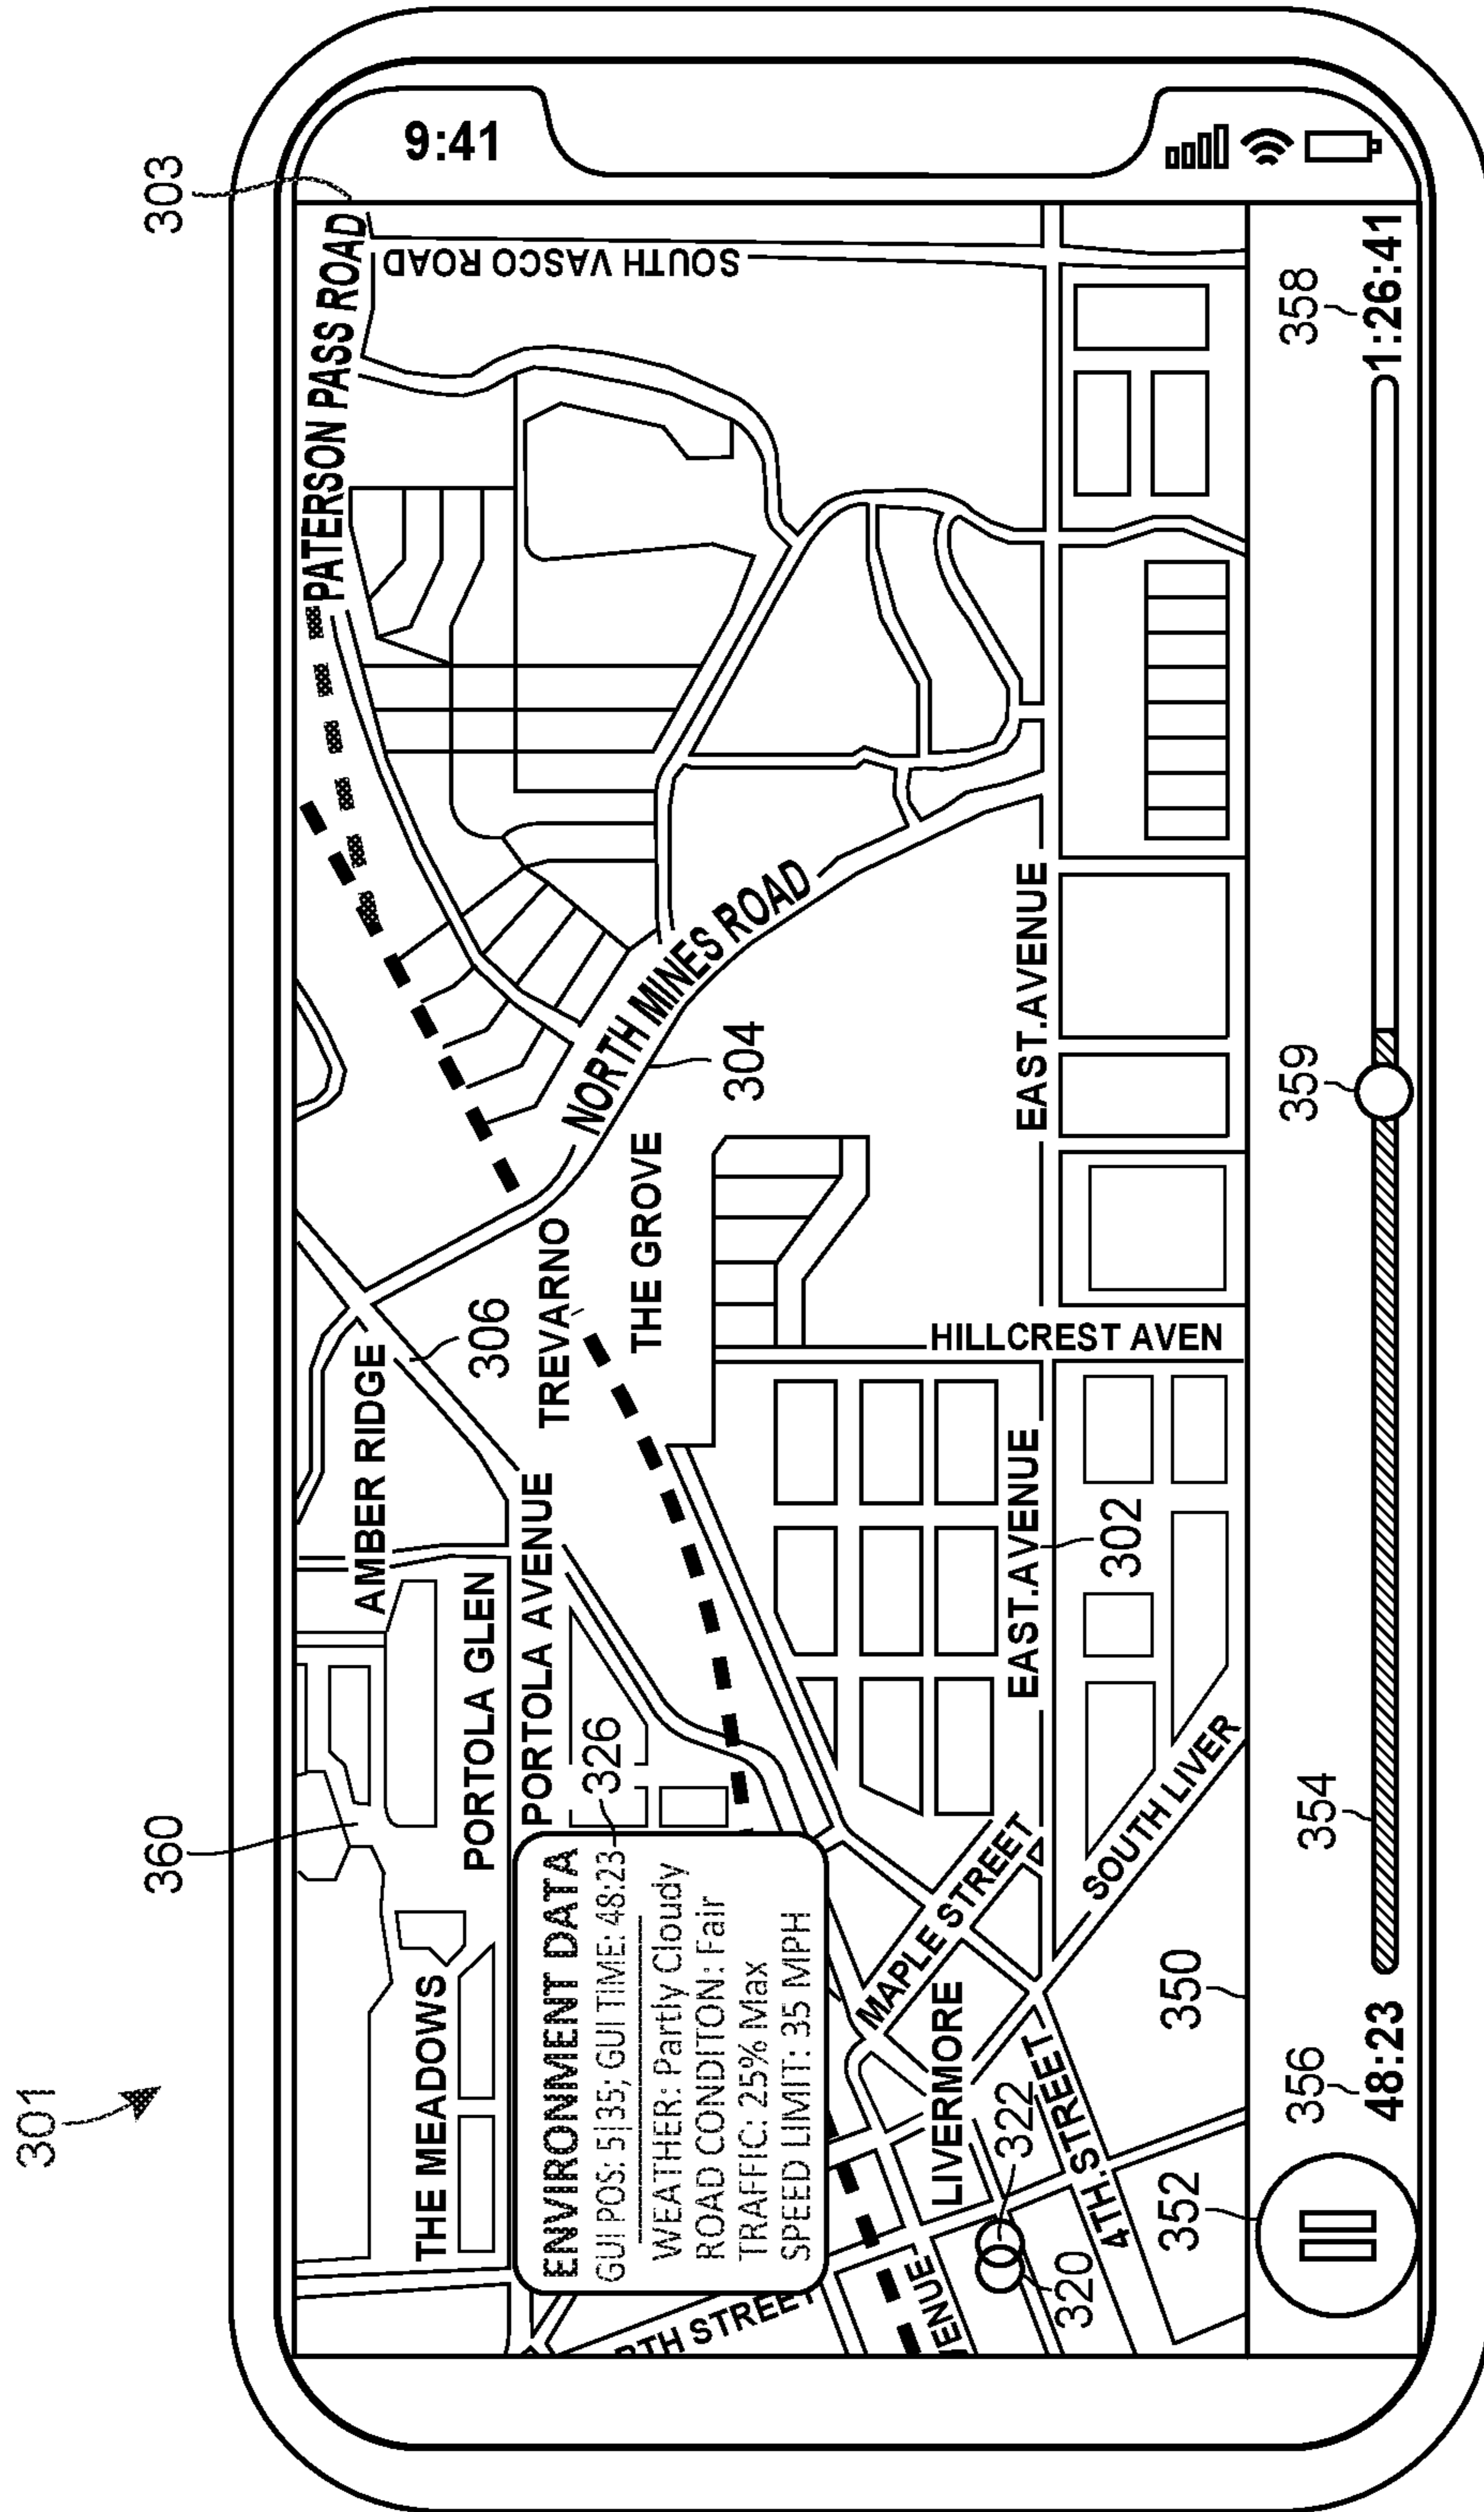 301
360
303
9:41
THE MEADOWS
AMBER RIDGE
PATERSON PASS ROAD
SOUTH VASCO ROAD
PORTOLA GLEN
306
PORTOLA AVENUE
TREVARNO
NORTH MINES ROAD
304
THE GROVE
326
ENVIRONMENT DATA
GUI POS: 5|35; GUI TIME: 48:23
WEATHER: Partly Cloudy
ROAD CONDITON: Fair
TRAFFIC: 25% Max
SPEED LIMIT: 35 MPH
RTH STREET
MAPLE STREET
LIVERMORE
ENUE
322
320
4TH.STREET
EAST.AVENUE
302
EAST.AVENUE
HILLCREST AVEN
SOUTH LIVER
350
352
356
48:23
354
359
358
1:26:41